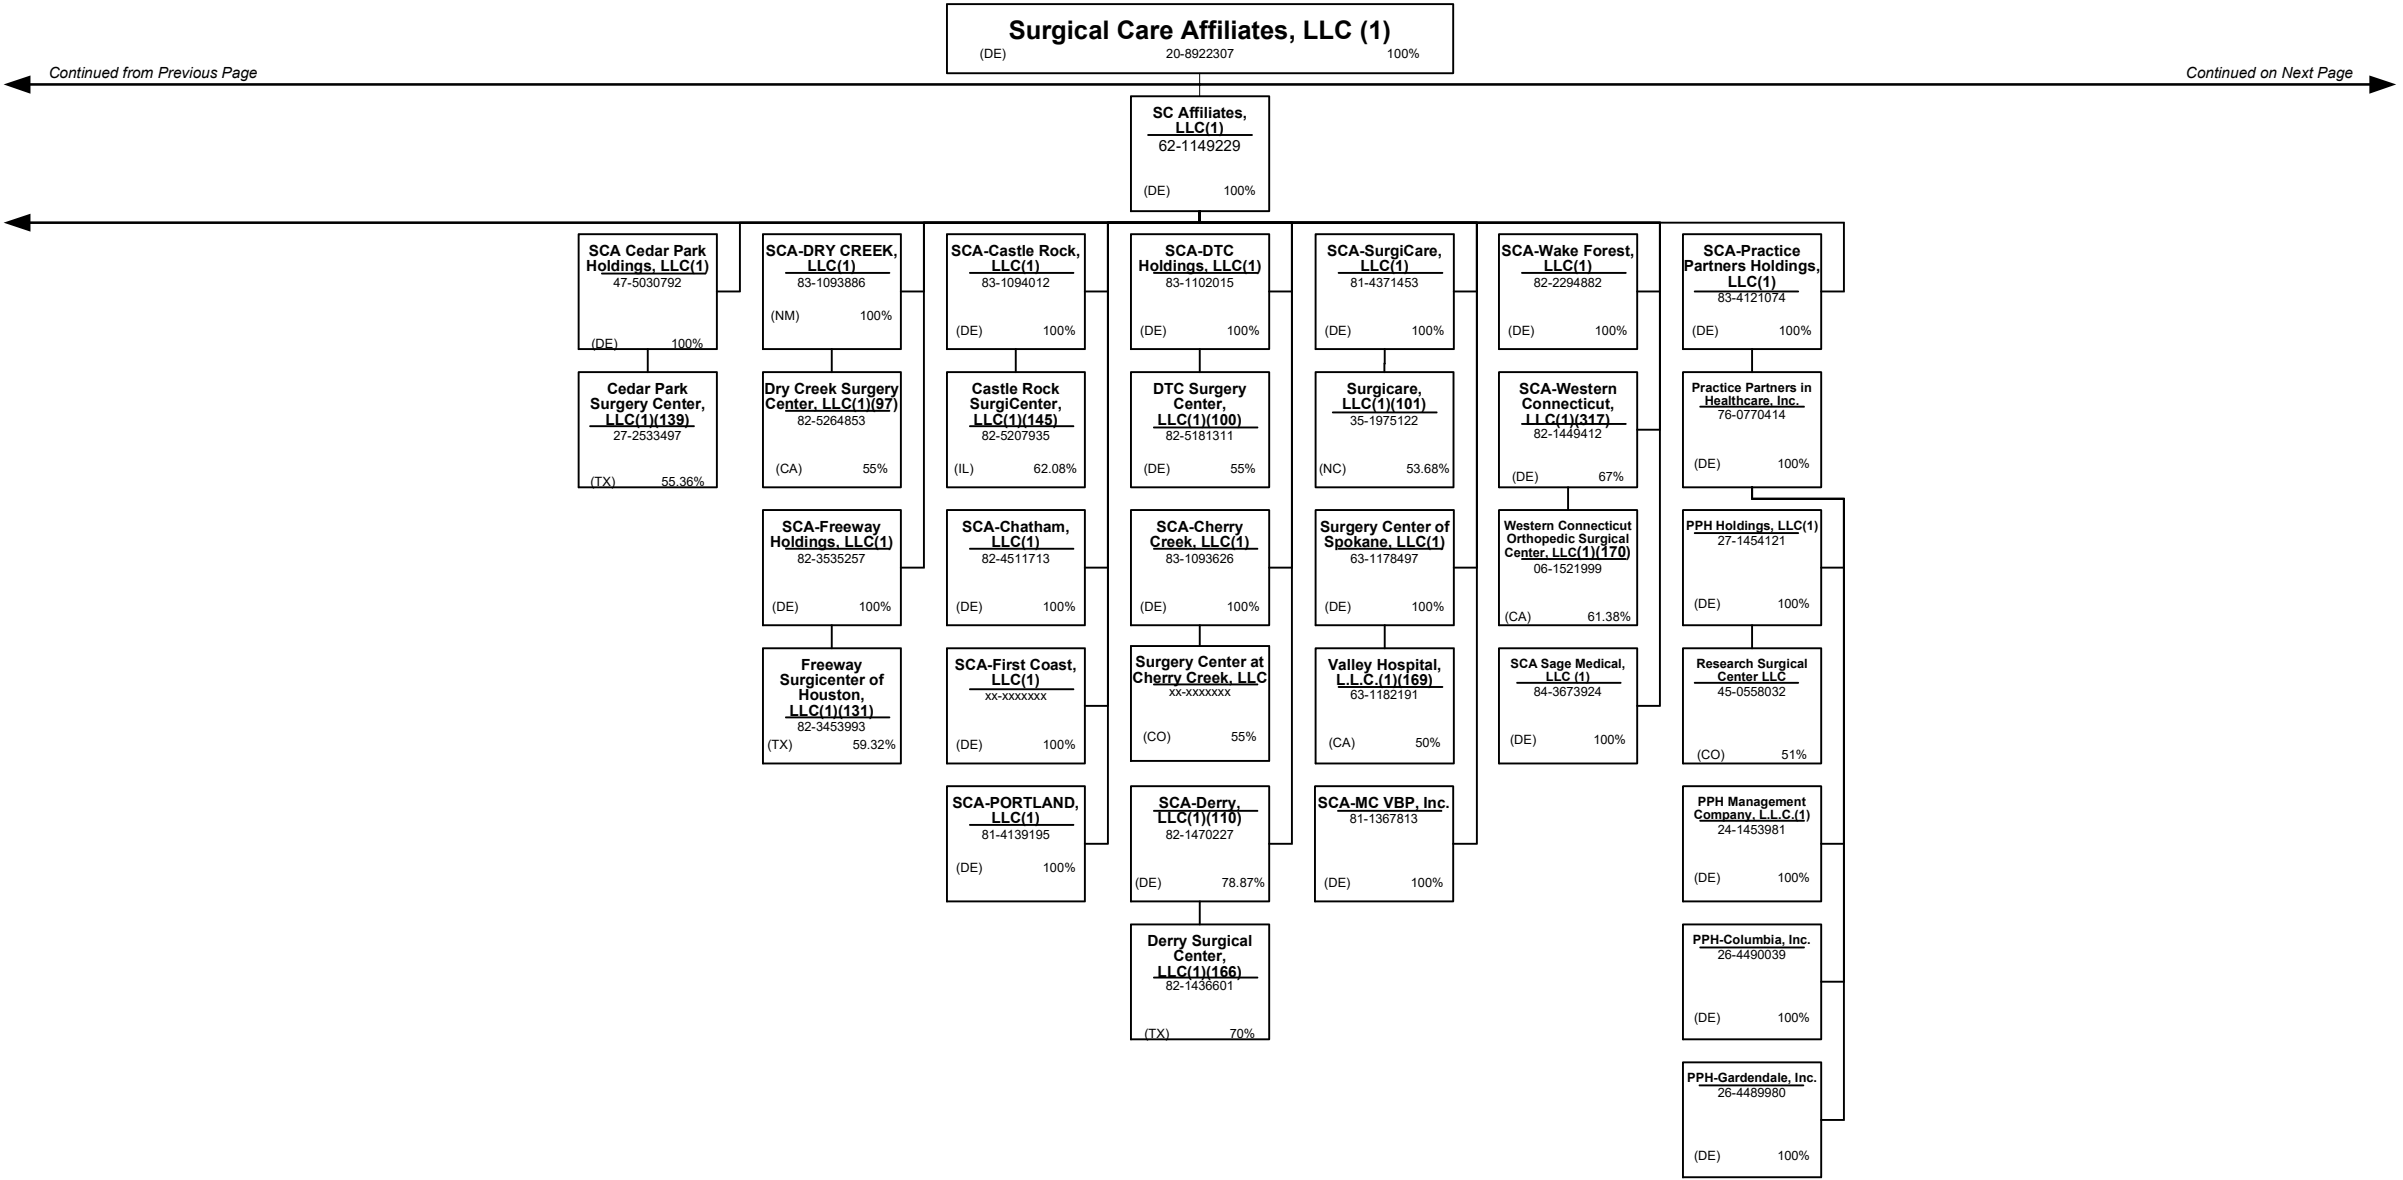 Surgical Care Affiliates, LLC (1)
(DE) 20-8922307 100%
Continued from Previous Page
Continued on Next Page
SC Affiliates,
LLC(1)
62-1149229
(DE) 100%
SCA Cedar Park
Holdings, LLC(1)
47-5030792
(DE) 100%
SCA-DRY CREEK,
LLC(1)
83-1093886
(NM) 100%
SCA-Castle Rock,
LLC(1)
83-1094012
(DE) 100%
SCA-DTC
Holdings, LLC(1)
83-1102015
(DE) 100%
SCA-SurgiCare,
LLC(1)
81-4371453
(DE) 100%
SCA-Wake Forest,
LLC(1)
82-2294882
(DE) 100%
SCA-Practice
Partners Holdings,
LLC(1)
83-4121074
(DE) 100%
Cedar Park
Surgery Center,
LLC(1)(139)
27-2533497
(TX) 55.36%
Dry Creek Surgery
Center, LLC(1)(97)
82-5264853
(CA) 55%
Castle Rock
SurgiCenter,
LLC(1)(145)
82-5207935
(IL) 62.08%
DTC Surgery
Center,
LLC(1)(100)
82-5181311
(DE) 55%
Surgicare,
LLC(1)(101)
35-1975122
(NC) 53.68%
SCA-Western
Connecticut,
LLC(1)(317)
82-1449412
(DE) 67%
Practice Partners in
Healthcare, Inc.
76-0770414
(DE) 100%
SCA-Freeway
Holdings, LLC(1)
82-3535257
(DE) 100%
SCA-Chatham,
LLC(1)
82-4511713
(DE) 100%
SCA-Cherry
Creek, LLC(1)
83-1093626
(DE) 100%
Surgery Center of
Spokane, LLC(1)
63-1178497
(DE) 100%
Western Connecticut
Orthopedic Surgical
Center, LLC(1)(170)
06-1521999
(CA) 61.38%
PPH Holdings, LLC(1)
27-1454121
(DE) 100%
Freeway
Surgicenter of
Houston,
LLC(1)(131)
82-3453993
(TX) 59.32%
SCA-First Coast,
LLC(1)
xx-xxxxxxx
(DE) 100%
Surgery Center at
Cherry Creek, LLC
xx-xxxxxxx
(CO) 55%
Valley Hospital,
L.L.C.(1)(169)
63-1182191
(CA) 50%
SCA Sage Medical,
LLC (1)
84-3673924
(DE) 100%
Research Surgical
Center LLC
45-0558032
(CO) 51%
SCA-PORTLAND,
LLC(1)
81-4139195
(DE) 100%
SCA-Derry,
LLC(1)(110)
82-1470227
(DE) 78.87%
SCA-MC VBP, Inc.
81-1367813
(DE) 100%
PPH Management
Company, L.L.C.(1)
24-1453981
(DE) 100%
Derry Surgical
Center,
LLC(1)(166)
82-1436601
(TX) 70%
PPH-Columbia, Inc.
26-4490039
(DE) 100%
PPH-Gardendale, Inc.
26-4489980
(DE) 100%